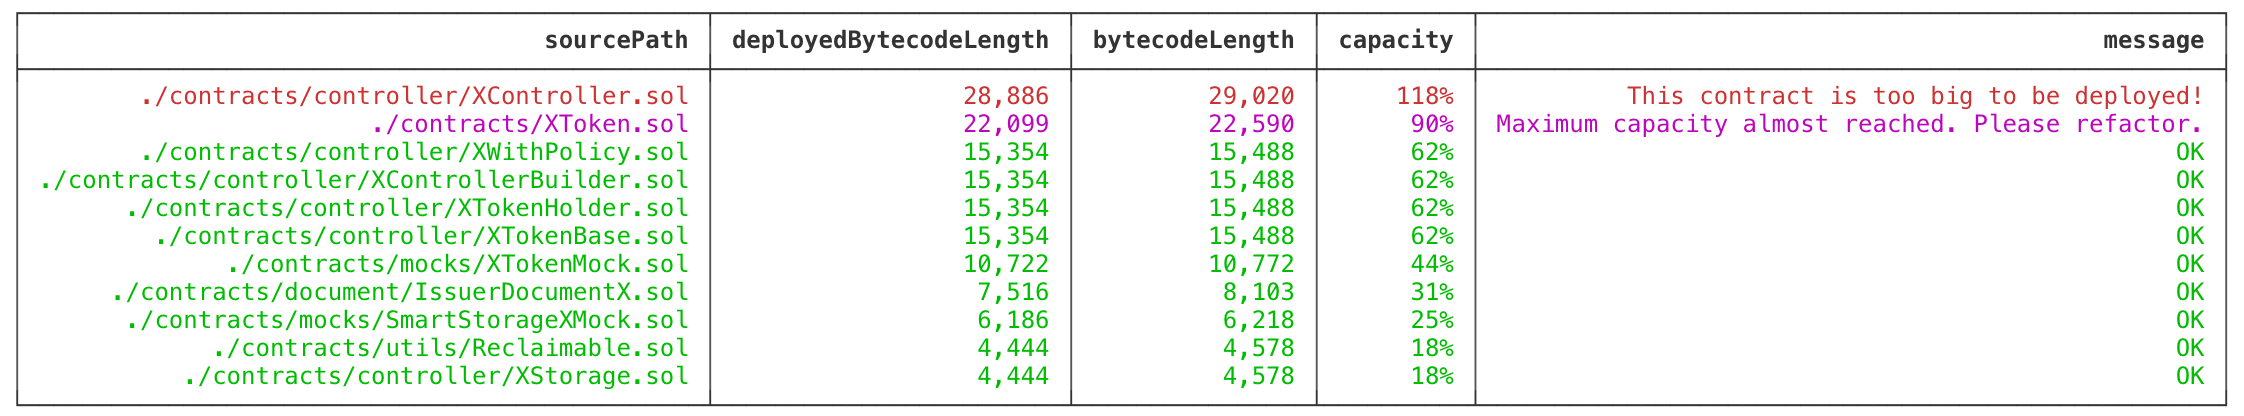 sourcePath deployedBytecodeLength bytecodeLength capacity message
./contracts/controller/XController.sol 28,886 29,020 118% This contract is too big to be deployed!
./contracts/XToken.sol 22,099 22,590 90% Maximum capacity almost reached. Please refactor.
./contracts/controller/XWithPolicy.sol 15,354 15,488 62% OK
./contracts/controller/XControllerBuilder.sol 15,354 15,488 62% OK
./contracts/controller/XTokenHolder.sol 15,354 15,488 62% OK
./contracts/controller/XTokenBase.sol 15,354 15,488 62% OK
./contracts/mocks/XTokenMock.sol 10,722 10,772 44% OK
./contracts/document/IssuerDocumentX.sol 7,516 8,103 31% OK
./contracts/mocks/SmartStorageXMock.sol 6,186 6,218 25% OK
./contracts/utils/Reclaimable.sol 4,444 4,578 18% OK
./contracts/controller/XStorage.sol 4,444 4,578 18% OK